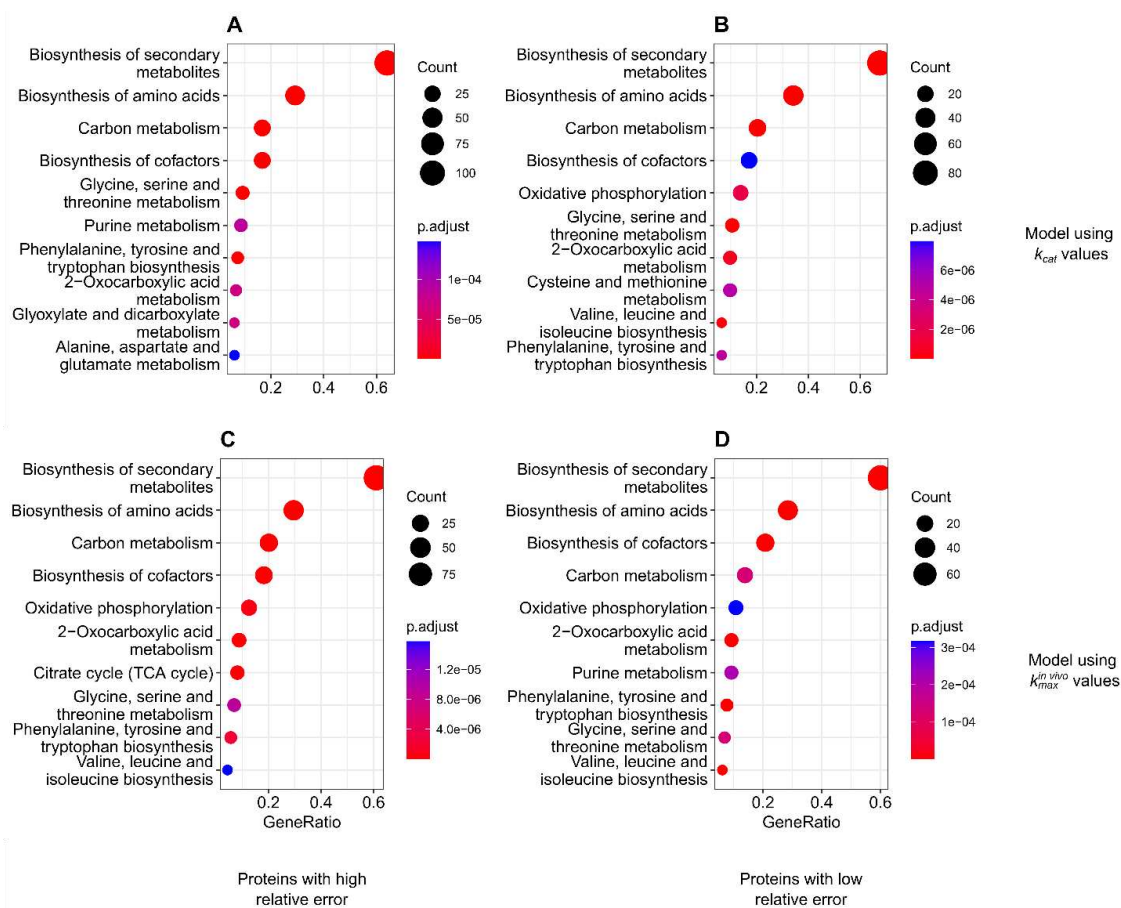 A
Biosynthesis of secondary
metabolites
Biosynthesis of amino acids
Carbon metabolism
Biosynthesis of cofactors
Glycine, serine and
threonine metabolism
Purine metabolism
Phenylalanine, tyrosine and
tryptophan biosynthesis
2−Oxocarboxylic acid
metabolism
Glyoxylate and dicarboxylate
metabolism
Alanine, aspartate and
glutamate metabolism
0.2 0.4 0.6
Count
25
50
75
100
p.adjust
1e−04
5e−05
B
Biosynthesis of secondary
metabolites
Biosynthesis of amino acids
Carbon metabolism
Biosynthesis of cofactors
Oxidative phosphorylation
Glycine, serine and
threonine metabolism
2−Oxocarboxylic acid
metabolism
Cysteine and methionine
metabolism
Valine, leucine and
isoleucine biosynthesis
Phenylalanine, tyrosine and
tryptophan biosynthesis
0.2 0.4 0.6
Count
20
40
60
80
p.adjust
6e−06
4e−06
2e−06
Model using
k_cat values
C
Biosynthesis of secondary
metabolites
Biosynthesis of amino acids
Carbon metabolism
Biosynthesis of cofactors
Oxidative phosphorylation
2−Oxocarboxylic acid
metabolism
Citrate cycle (TCA cycle)
Glycine, serine and
threonine metabolism
Phenylalanine, tyrosine and
tryptophan biosynthesis
Valine, leucine and
isoleucine biosynthesis
0.2 0.4 0.6
GeneRatio
Count
25
50
75
p.adjust
1.2e−05
8.0e−06
4.0e−06
D
Biosynthesis of secondary
metabolites
Biosynthesis of amino acids
Biosynthesis of cofactors
Carbon metabolism
Oxidative phosphorylation
2−Oxocarboxylic acid
metabolism
Purine metabolism
Phenylalanine, tyrosine and
tryptophan biosynthesis
Glycine, serine and
threonine metabolism
Valine, leucine and
isoleucine biosynthesis
0.2 0.4 0.6
GeneRatio
Count
20
40
60
p.adjust
3e−04
2e−04
1e−04
Model using
k_max^in vivo values
Proteins with high
relative error
Proteins with low
relative error